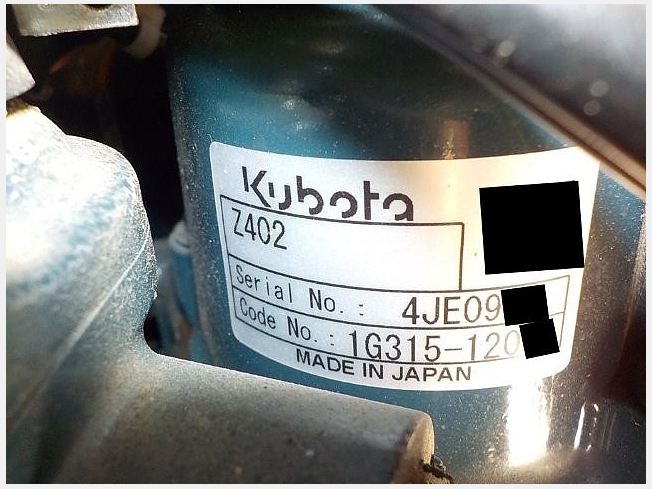 Kubota
Z402
Serial No.: 4JE09
Code No.: 1G315-120
MADE IN JAPAN